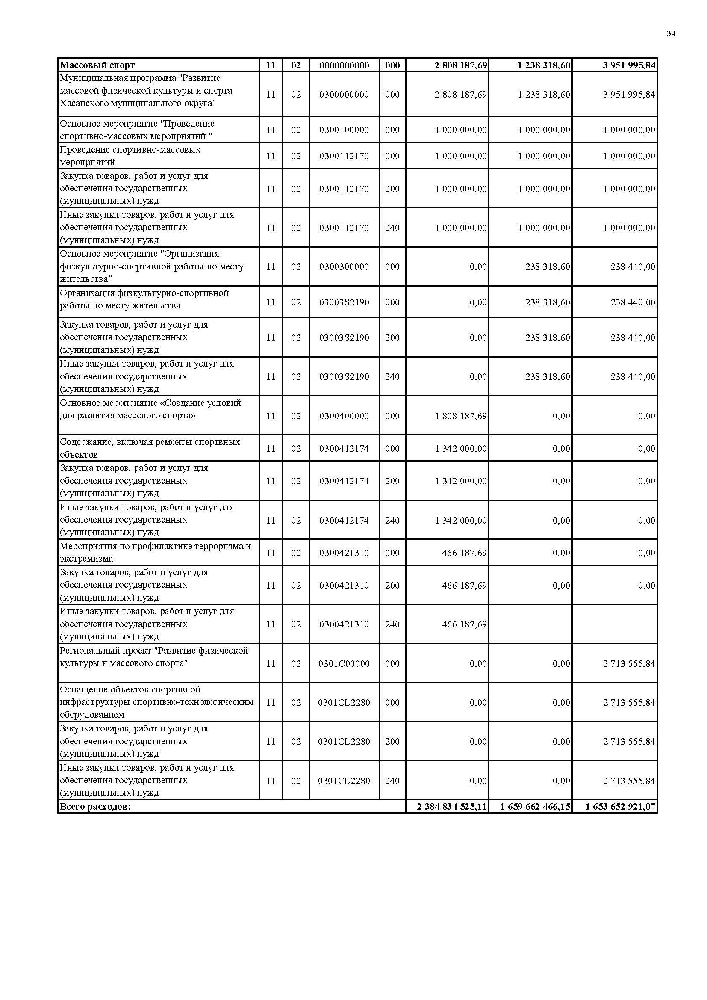 34
Массовый спорт 11 02 0000000000 000 2 808 187,69 1 238 318,60 3 951 995,84
Муниципальная программа "Развитие
массовой физической культуры и спорта
Хасанского муниципального округа" 11 02 0300000000 000 2 808 187,69 1 238 318,60 3 951 995,84
Основное мероприятие "Проведение
спортивно-массовых мероприятий " 11 02 0300100000 000 1 000 000,00 1 000 000,00 1 000 000,00
Проведение спортивно-массовых
мероприятий 11 02 0300112170 000 1 000 000,00 1 000 000,00 1 000 000,00
Закупка товаров, работ и услуг для
обеспечения государственных
(муниципальных) нужд 11 02 0300112170 200 1 000 000,00 1 000 000,00 1 000 000,00
Иные закупки товаров, работ и услуг для
обеспечения государственных
(муниципальных) нужд 11 02 0300112170 240 1 000 000,00 1 000 000,00 1 000 000,00
Основное мероприятие "Организация
физкультурно-спортивной работы по месту
жительства" 11 02 0300300000 000 0,00 238 318,60 238 440,00
Организация физкультурно-спортивной
работы по месту жительства 11 02 03003S2190 000 0,00 238 318,60 238 440,00
Закупка товаров, работ и услуг для
обеспечения государственных
(муниципальных) нужд 11 02 03003S2190 200 0,00 238 318,60 238 440,00
Иные закупки товаров, работ и услуг для
обеспечения государственных
(муниципальных) нужд 11 02 03003S2190 240 0,00 238 318,60 238 440,00
Основное мероприятие «Создание условий
для развития массового спорта» 11 02 0300400000 000 1 808 187,69 0,00 0,00
Содержание, включая ремонты спортвных
объектов 11 02 0300412174 000 1 342 000,00 0,00 0,00
Закупка товаров, работ и услуг для
обеспечения государственных
(муниципальных) нужд 11 02 0300412174 200 1 342 000,00 0,00 0,00
Иные закупки товаров, работ и услуг для
обеспечения государственных
(муниципальных) нужд 11 02 0300412174 240 1 342 000,00 0,00 0,00
Мероприятия по профилактике терроризма и
экстремизма 11 02 0300421310 000 466 187,69 0,00 0,00
Закупка товаров, работ и услуг для
обеспечения государственных
(муниципальных) нужд 11 02 0300421310 200 466 187,69 0,00 0,00
Иные закупки товаров, работ и услуг для
обеспечения государственных
(муниципальных) нужд 11 02 0300421310 240 466 187,69
Региональный проект "Развитие физической
культуры и массового спорта" 11 02 0301C00000 000 0,00 0,00 2 713 555,84
Оснащение объектов спортивной
инфраструктуры спортивно-технологическим
оборудованием 11 02 0301CL2280 000 0,00 0,00 2 713 555,84
Закупка товаров, работ и услуг для
обеспечения государственных
(муниципальных) нужд 11 02 0301CL2280 200 0,00 0,00 2 713 555,84
Иные закупки товаров, работ и услуг для
обеспечения государственных
(муниципальных) нужд 11 02 0301CL2280 240 0,00 0,00 2 713 555,84
Всего расходов: 2 384 834 525,11 1 659 662 466,15 1 653 652 921,07